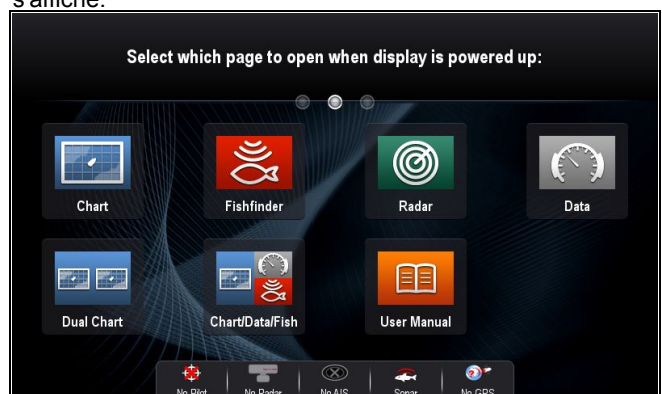 s'affiche.
Select which page to open when display is powered up:
Chart Fishfinder Radar Data
Dual Chart Chart/Data/Fish User Manual
No Pilot No Radar No AIS Sonar No GPS